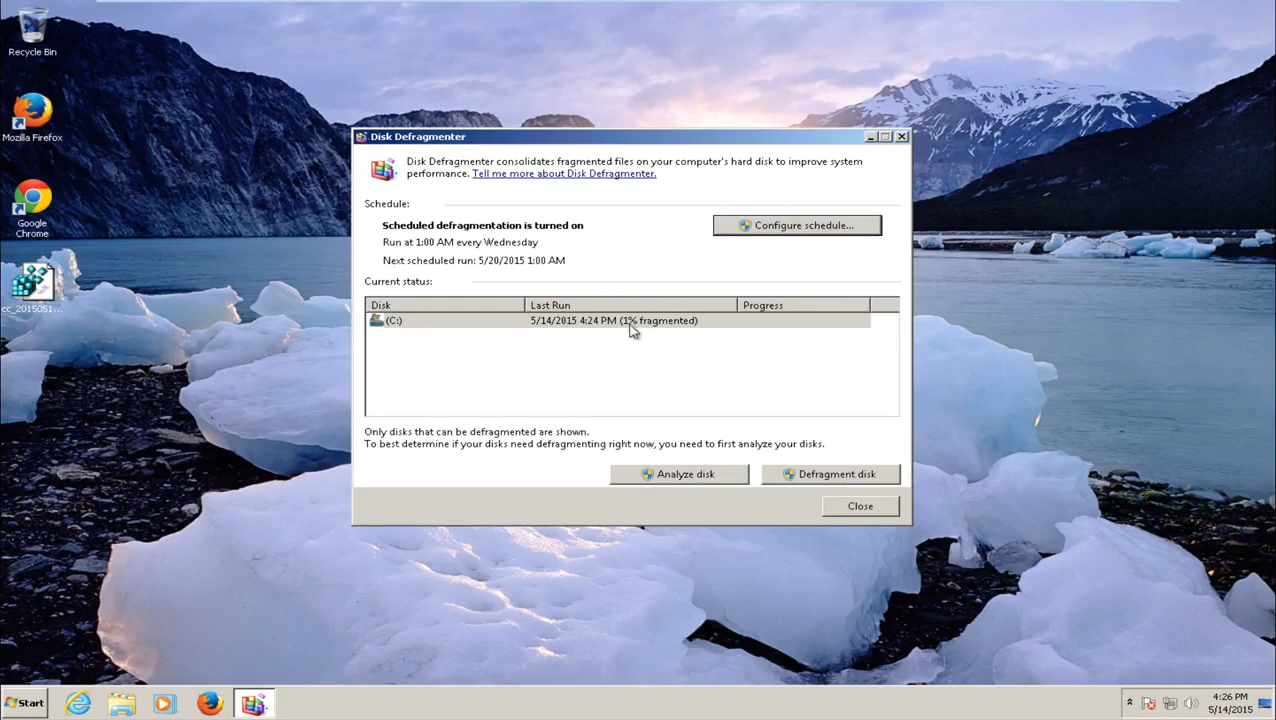 Recycle Bin
Mozilla Firefox
Google
Chrome
cc_2015051...
Disk Defragmenter
Disk Defragmenter consolidates fragmented files on your computer's hard disk to improve system
performance. Tell me more about Disk Defragmenter.
Schedule:
Scheduled defragmentation is turned on
Configure schedule...
Run at 1:00 AM every Wednesday
Next scheduled run: 5/20/2015 1:00 AM
Current status:
Disk Last Run Progress
(C:) 5/14/2015 4:24 PM (1% fragmented)
Only disks that can be defragmented are shown.
To best determine if your disks need defragmenting right now, you need to first analyze your disks.
Analyze disk Defragment disk
Close
Start
4:26 PM
5/14/2015